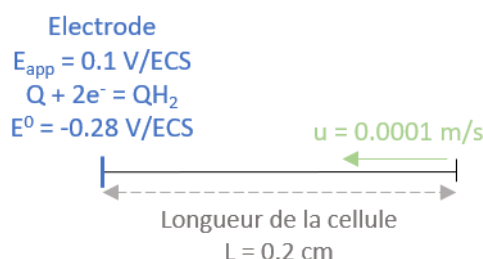 Electrode
E_app = 0.1 V/ECS
Q + 2e⁻ = QH₂
E⁰ = -0.28 V/ECS
u = 0.0001 m/s
Longueur de la cellule
L = 0.2 cm